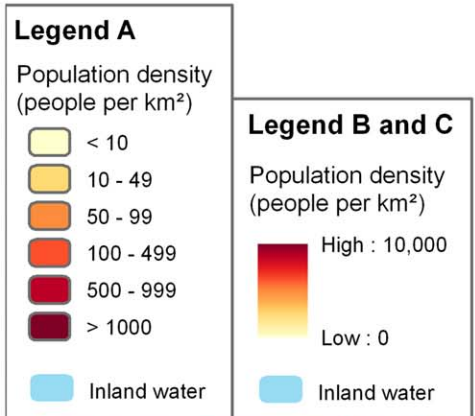 Legend A
Population density
(people per km²)
< 10
10 - 49
50 - 99
100 - 499
500 - 999
> 1000
Inland water
Legend B and C
Population density
(people per km²)
High : 10,000
Low : 0
Inland water